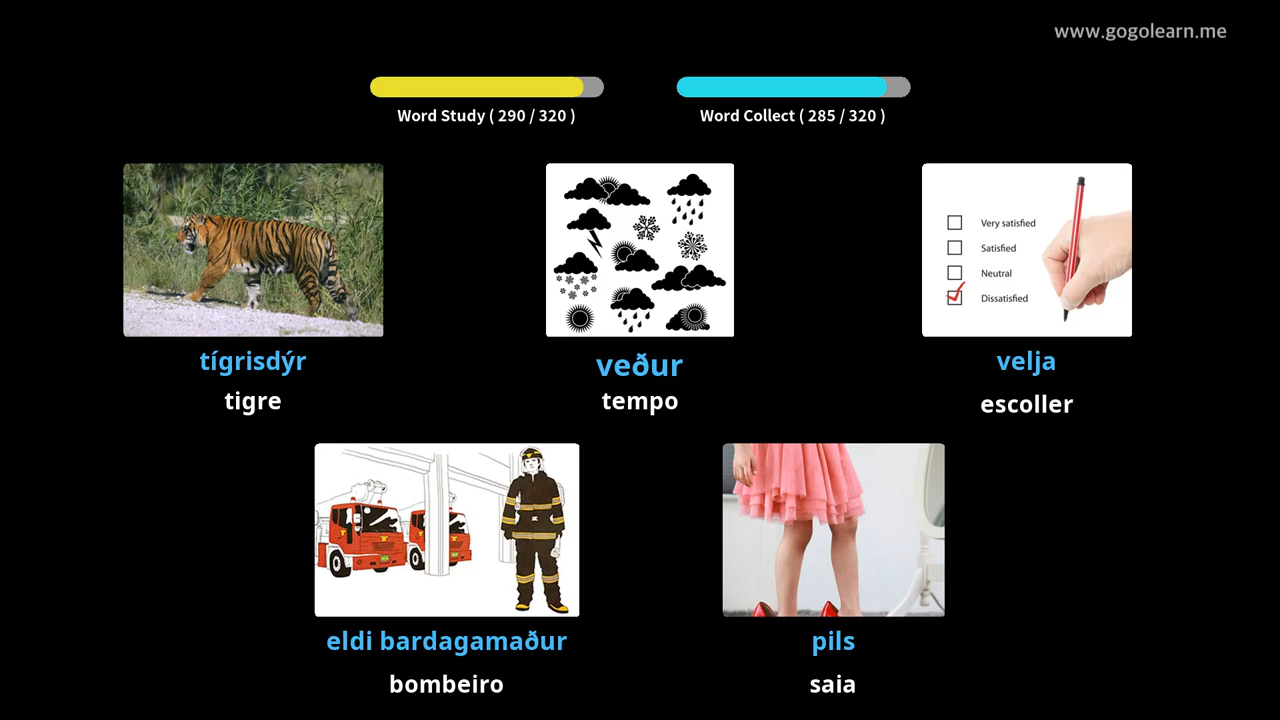 www.gogolearn.me
Word Study ( 290 / 320 )
Word Collect ( 285 / 320 )
Very satisfied
Satisfied
Neutral
Dissatisfied
tígrisdýr
veður
velja
tigre
tempo
escoller
eldi bardagamaður
pils
bombeiro
saia